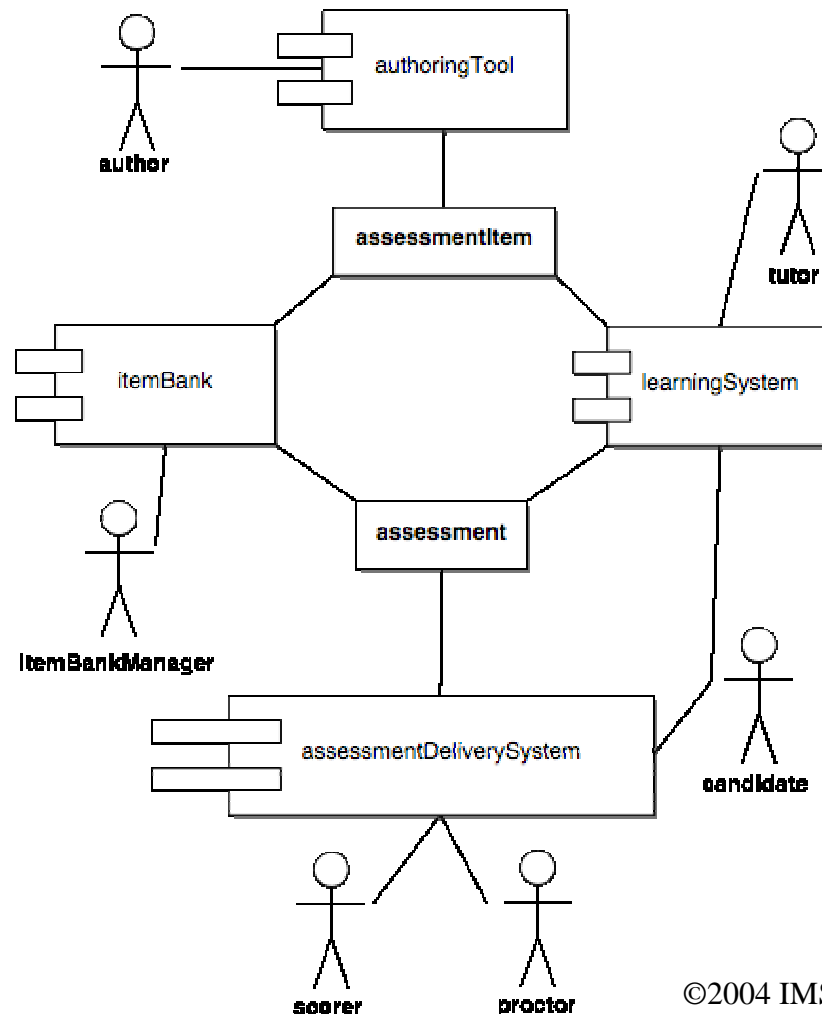 authoringTool
author
assessmentItem
tutor
itemBank
learningSystem
assessment
itemBankManager
assessmentDeliverySystem
candidate
scorer
proctor
©2004 IMS